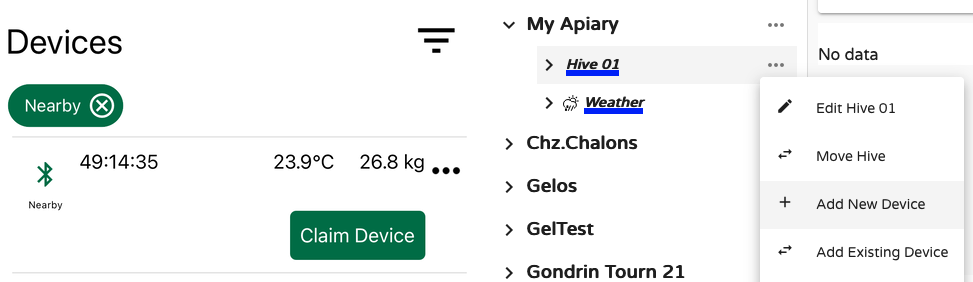 Devices
Nearby
49:14:35 23.9°C 26.8 kg
Nearby
Claim Device
My Apiary
Hive 01
Weather
Chz.Chalons
Gelos
GelTest
Gondrin Tourn 21
No data
Edit Hive 01
Move Hive
Add New Device
Add Existing Device